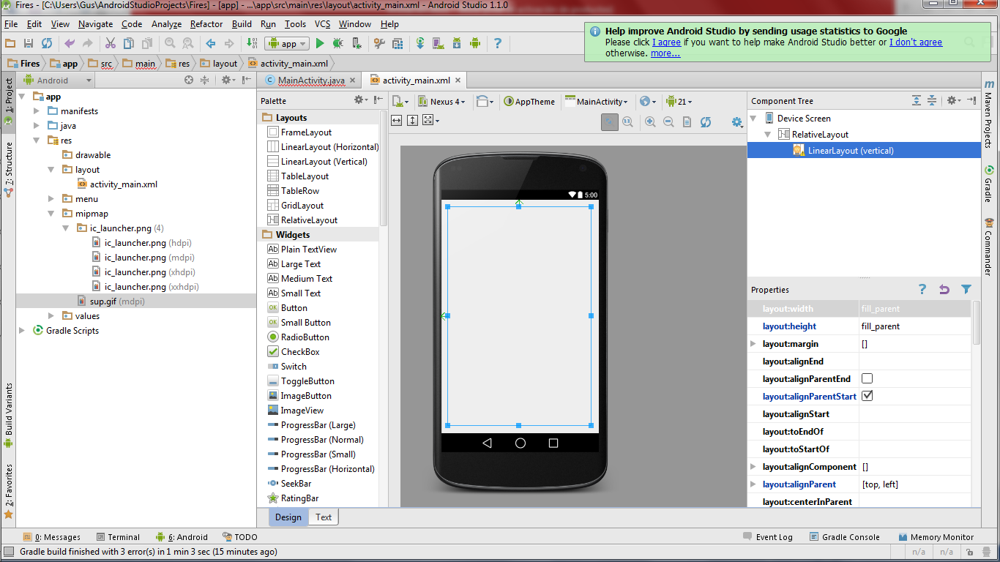 Fires - [C:\Users\Gus\AndroidStudioProjects\Fires] - [app] - ...\app\src\main\res\layout\activity_main.xml - Android Studio 1.1.0
File Edit View Navigate Code Analyze Refactor Build Run Tools VCS Window Help
Help improve Android Studio by sending usage statistics to Google
Please click I agree if you want to help make Android Studio better or I don't agree
otherwise. more...
app
Fires app src main res layout activity_main.xml
Android
MainActivity.java activity_main.xml
1: Project
7: Structure
Build Variants
2: Favorites
app
manifests
java
res
drawable
layout
activity_main.xml
menu
mipmap
ic_launcher.png (4)
ic_launcher.png (hdpi)
ic_launcher.png (mdpi)
ic_launcher.png (xhdpi)
ic_launcher.png (xxhdpi)
sup.gif (mdpi)
values
Gradle Scripts
Palette
Layouts
FrameLayout
LinearLayout (Horizontal)
LinearLayout (Vertical)
TableLayout
TableRow
GridLayout
RelativeLayout
Widgets
Ab Plain TextView
Ab Large Text
Ab Medium Text
Ab Small Text
OK Button
OK Small Button
RadioButton
CheckBox
Switch
ToggleButton
ImageButton
ImageView
ProgressBar (Large)
ProgressBar (Normal)
ProgressBar (Small)
ProgressBar (Horizontal)
SeekBar
RatingBar
Design Text
Nexus 4 AppTheme MainActivity 21
1:1
5:00
Component Tree
Device Screen
RelativeLayout
LinearLayout (vertical)
Properties
layout:width fill_parent
layout:height fill_parent
layout:margin []
layout:alignEnd
layout:alignParentEnd
layout:alignParentStart
layout:alignStart
layout:toEndOf
layout:toStartOf
layout:alignComponent []
layout:alignParent [top, left]
layout:centerInParent
m Maven Projects
Gradle
Commander
0: Messages Terminal 6: Android TODO
Event Log Gradle Console Memory Monitor
Gradle build finished with 3 error(s) in 1 min 3 sec (15 minutes ago)
n/a n/a